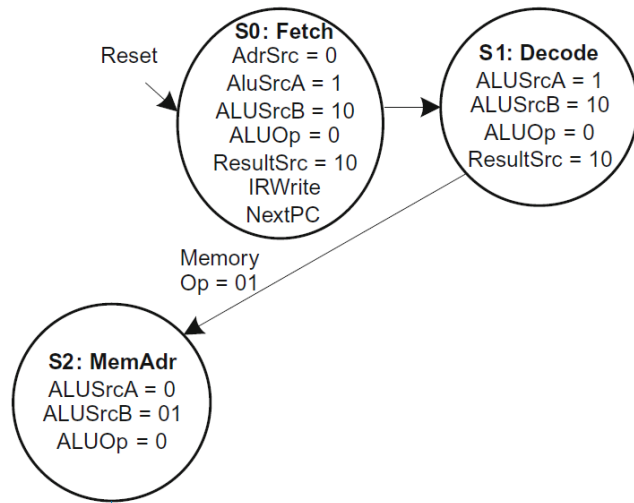 Reset
S0: Fetch
AdrSrc = 0
AluSrcA = 1
ALUSrcB = 10
ALUOp = 0
ResultSrc = 10
IRWrite
NextPC
S1: Decode
ALUSrcA = 1
ALUSrcB = 10
ALUOp = 0
ResultSrc = 10
Memory
Op = 01
S2: MemAdr
ALUSrcA = 0
ALUSrcB = 01
ALUOp = 0